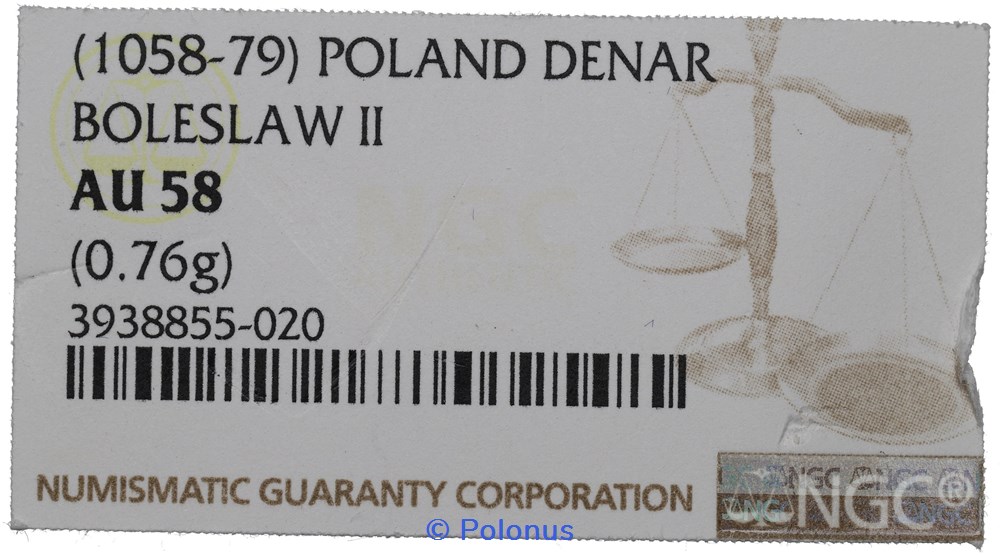 (1058-79) POLAND DENAR
BOLESLAW II
AU 58
(0.76g)
3938855-020
NUMISMATIC GUARANTY CORPORATION
NGC®
© Polonus